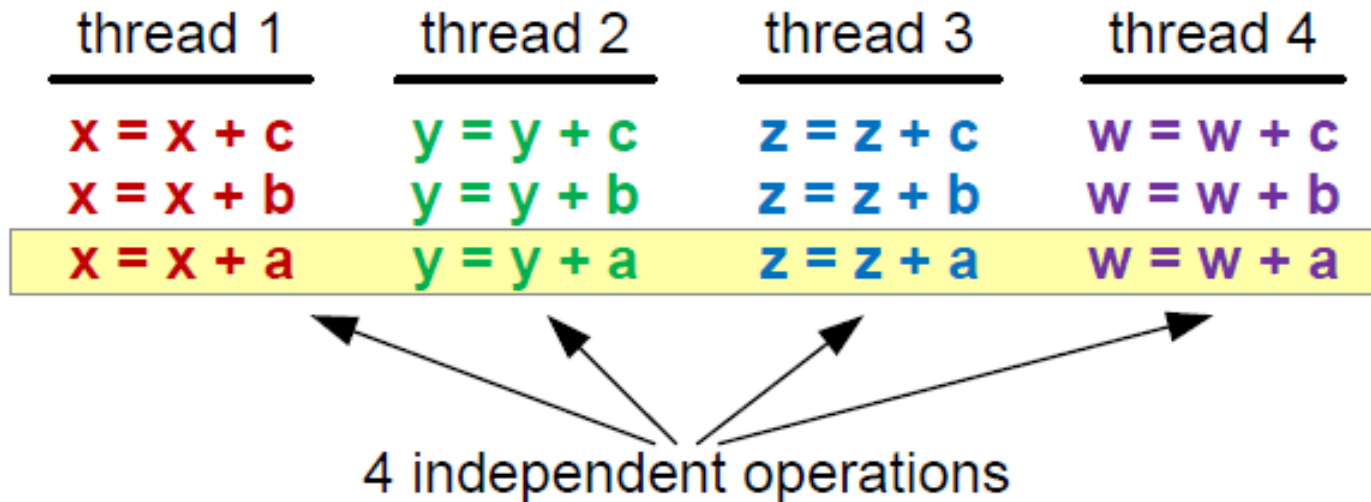 thread 1 thread 2 thread 3 thread 4
x = x + c y = y + c z = z + c w = w + c
x = x + b y = y + b z = z + b w = w + b
x = x + a y = y + a z = z + a w = w + a
4 independent operations